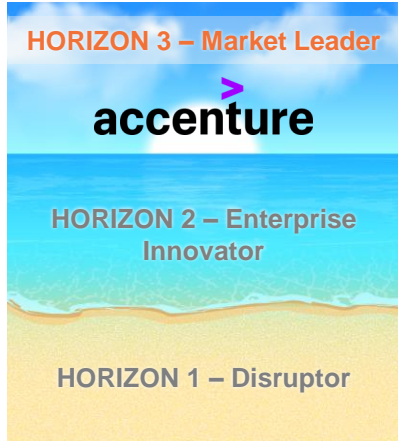 HORIZON 3 – Market Leader
>
accenture
HORIZON 2 – Enterprise
Innovator
HORIZON 1 – Disruptor